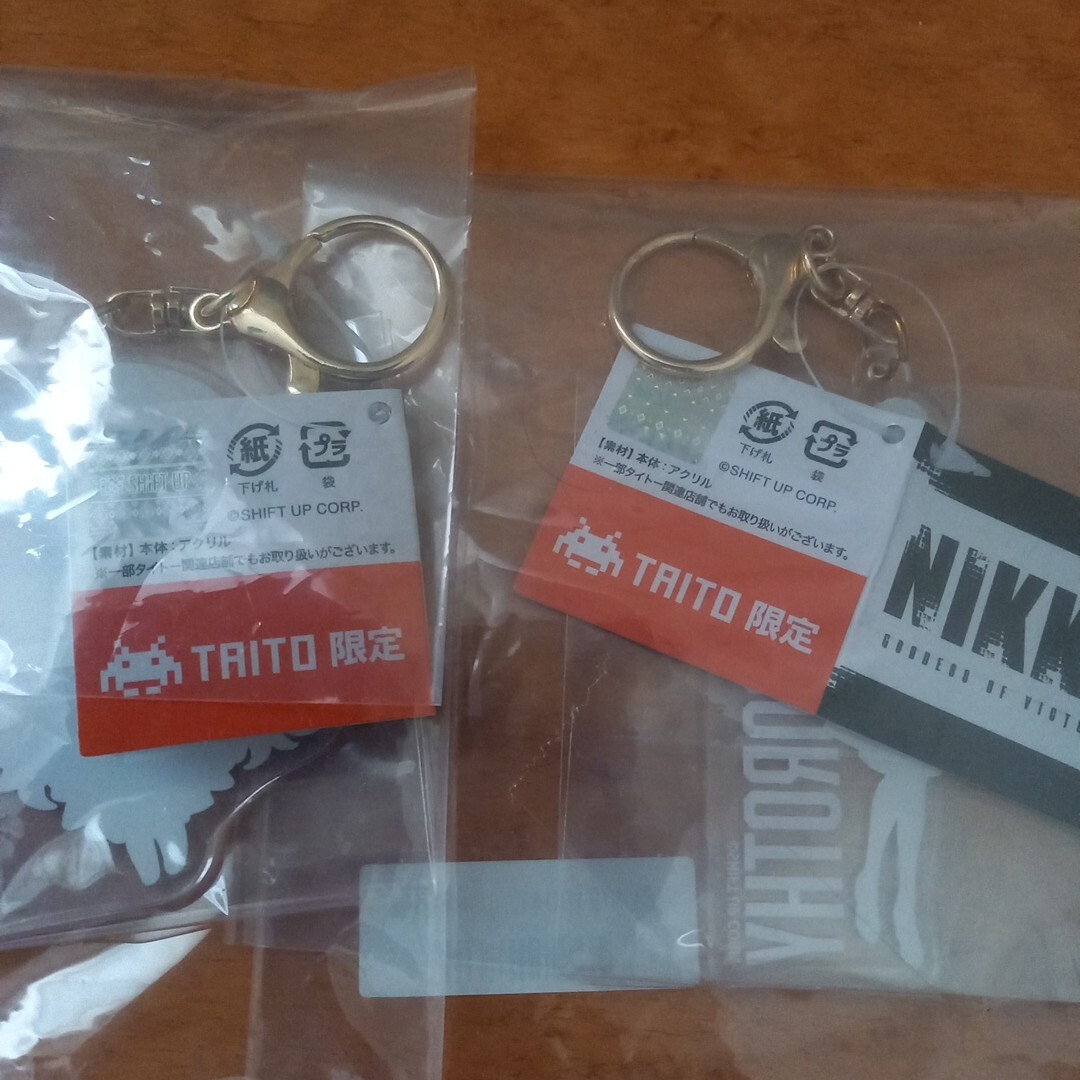 SHIFT UP
紙
プラ
下げ札
袋
©SHIFT UP CORP.
【素材】本体：アクリル
※一部タイトー関連店舗でもお取り扱いがございます。
TAITO 限定
紙
プラ
下げ札
袋
©SHIFT UP CORP.
【素材】本体：アクリル
※一部タイトー関連店舗でもお取り扱いがございます。
TAITO 限定
NIKK
GODDESS OF VICTO
OROTHY